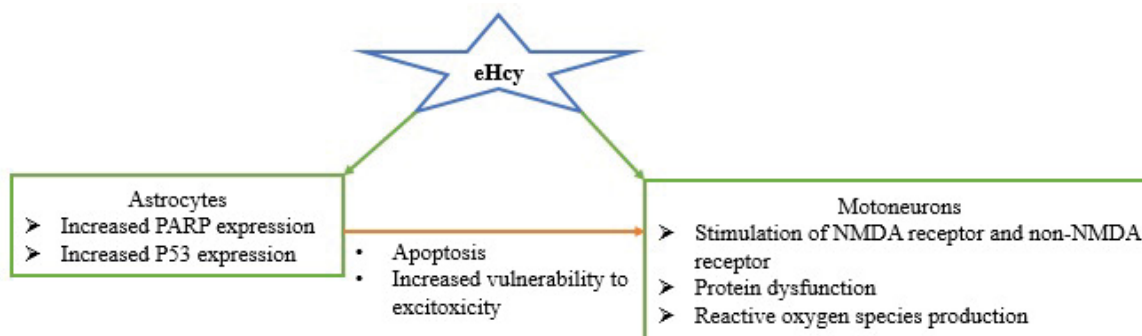 eHcy
Astrocytes
➤ Increased PARP expression
➤ Increased P53 expression
• Apoptosis
• Increased vulnerability to
excitoxicity
Motoneurons
➤ Stimulation of NMDA receptor and non-NMDA
receptor
➤ Protein dysfunction
➤ Reactive oxygen species production